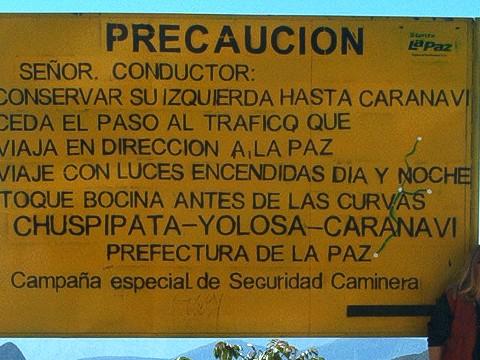 PRECAUCION
LaPaz
SEÑOR. CONDUCTOR:
CONSERVAR SU IZQUIERDA HASTA CARANAVI
CEDA EL PASO AL TRAFICO QUE
VIAJA EN DIRECCION A LA PAZ
VIAJE CON LUCES ENCENDIDAS DIA Y NOCHE
TOQUE BOCINA ANTES DE LAS CURVAS
CHUSPIPATA-YOLOSA-CARANAVI
PREFECTURA DE LA PAZ
Campaña especial de Seguridad Caminera